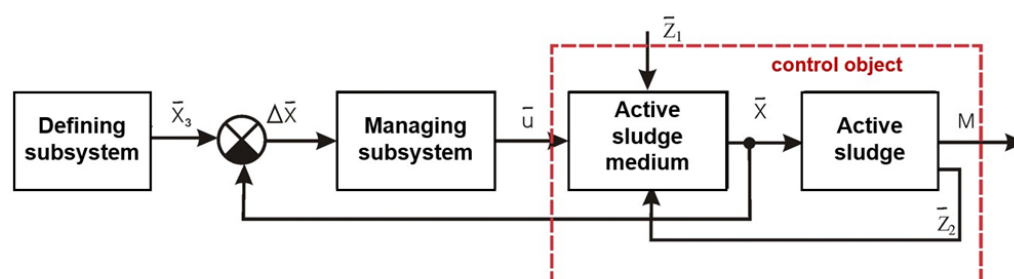 Z̄₁
control object
Defining
subsystem
X̄₃
ΔX̄
Managing
subsystem
ū
Active
sludge
medium
X̄
Active
sludge
M
Z̄₂